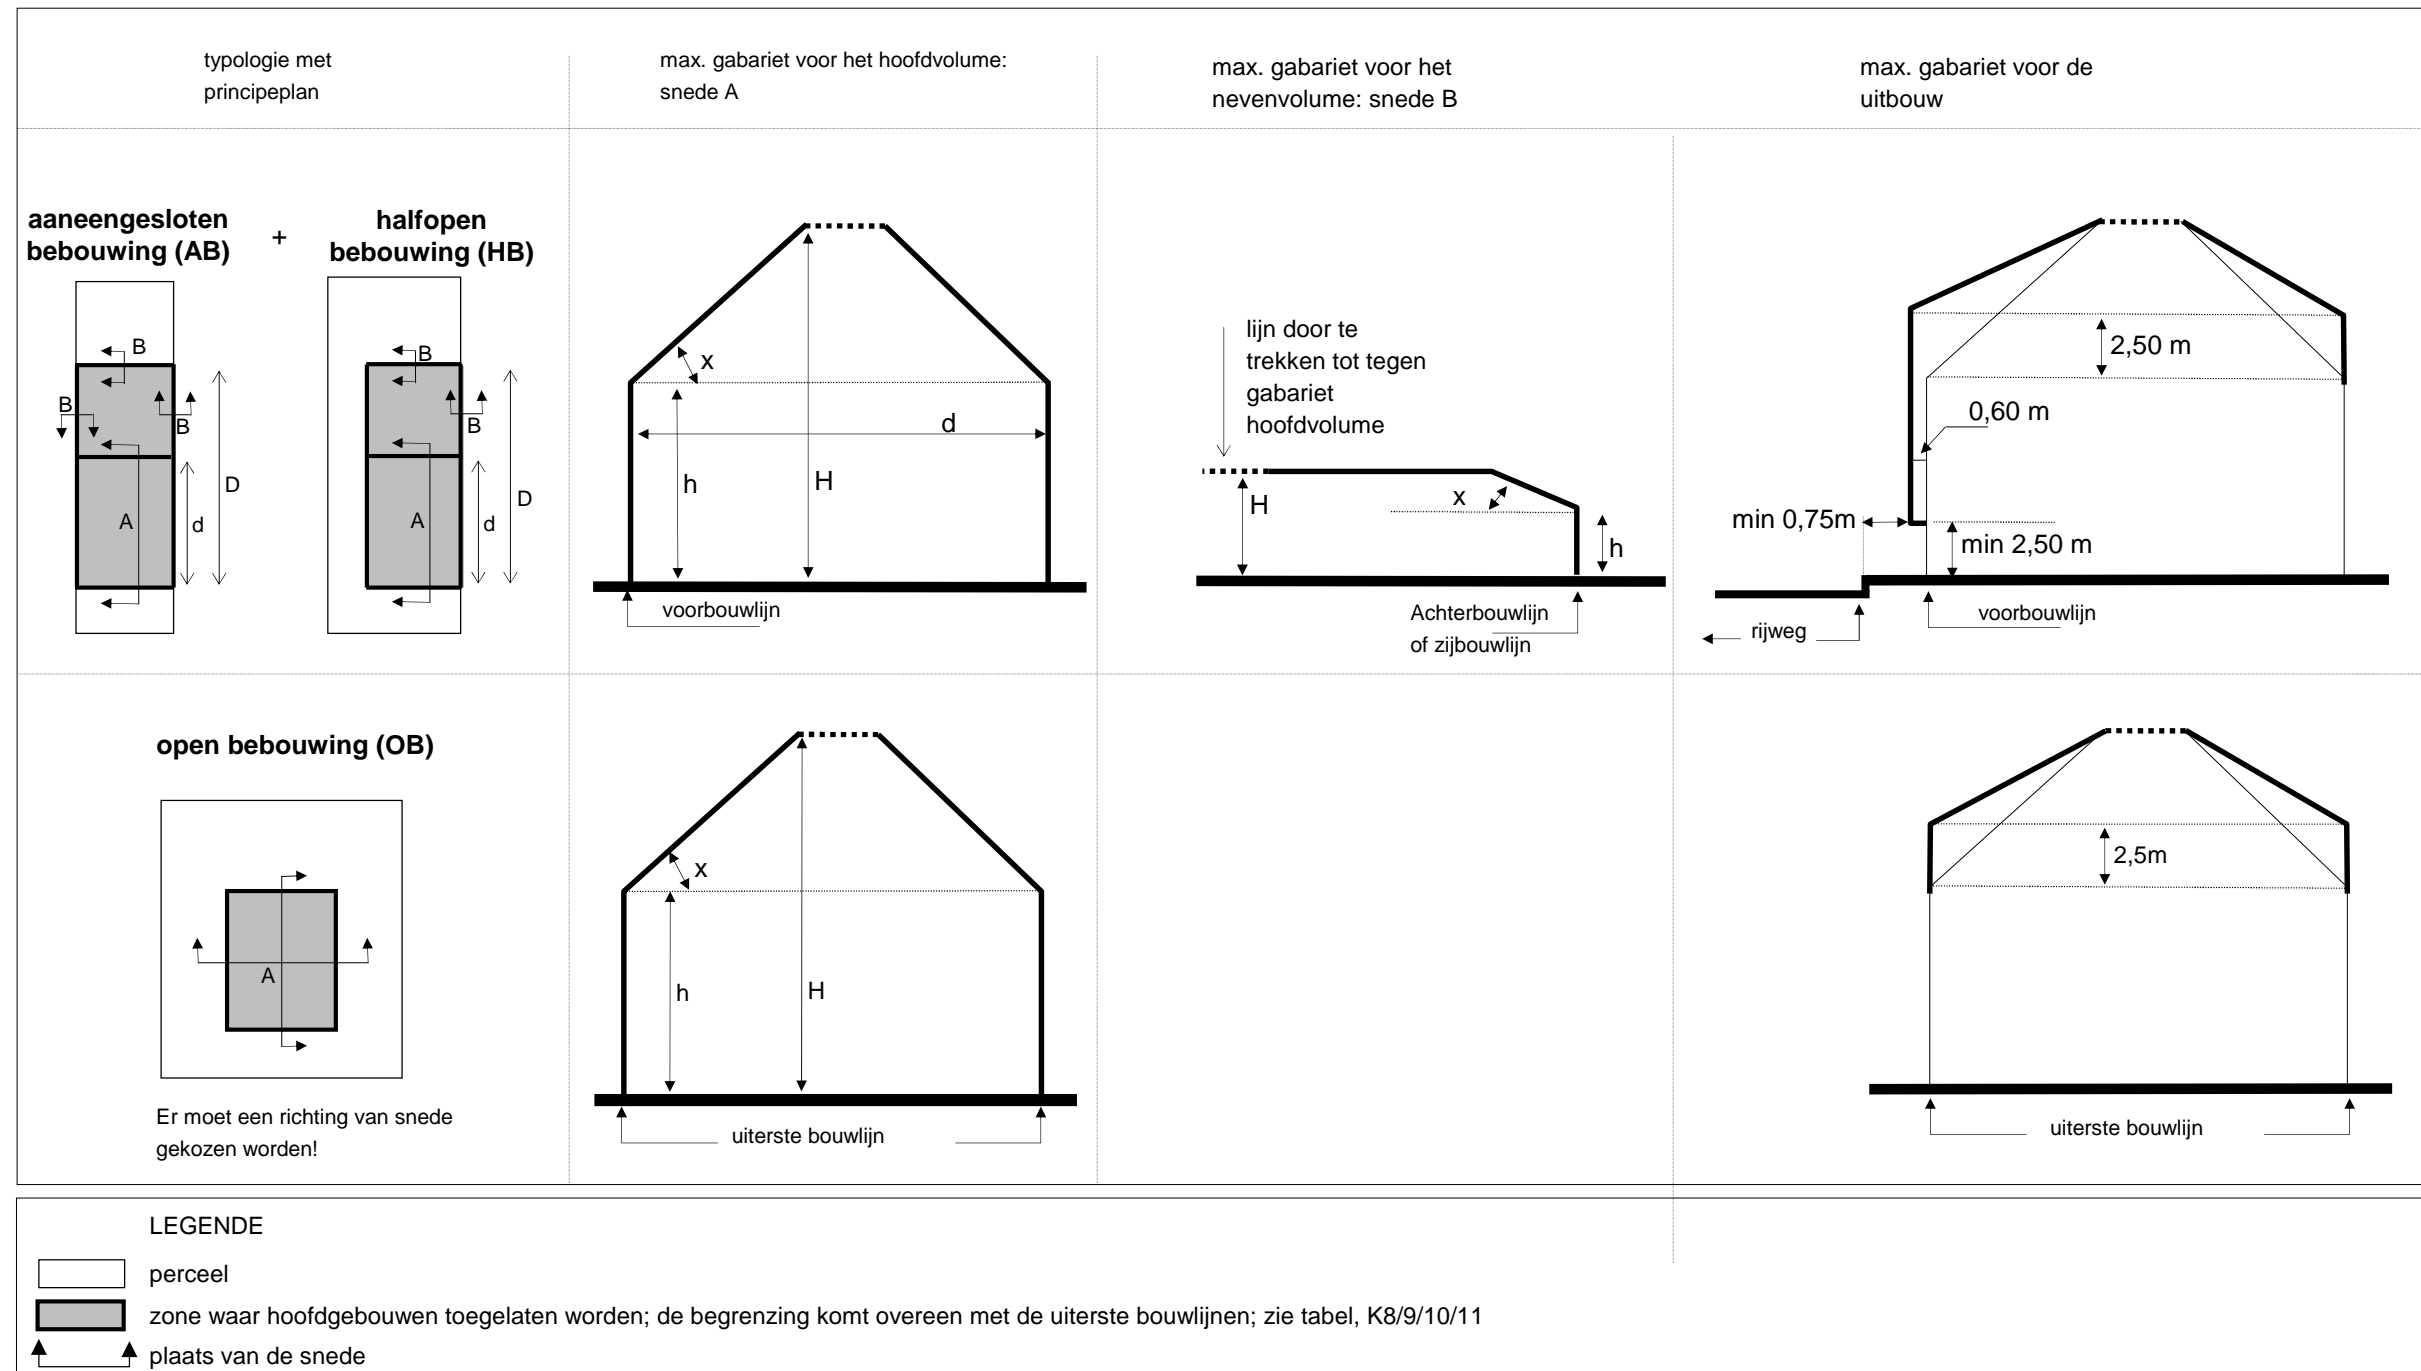 typologie met
principeplan
max. gabariet voor het hoofdvolume:
snede A
max. gabariet voor het
nevenvolume: snede B
max. gabariet voor de
uitbouw
aaneengesloten
bebouwing (AB)
+
halfopen
bebouwing (HB)
B
B
B
A
D
d
B
B
A
D
d
x
d
h
H
voorbouwlijn
lijn door te
trekken tot tegen
gabariet
hoofdvolume
H
x
h
Achterbouwlijn
of zijbouwlijn
2,50 m
0,60 m
min 0,75m
min 2,50 m
voorbouwlijn
rijweg
open bebouwing (OB)
A
Er moet een richting van snede
gekozen worden!
x
h
H
uiterste bouwlijn
2,5m
uiterste bouwlijn
LEGENDE
perceel
zone waar hoofdgebouwen toegelaten worden; de begrenzing komt overeen met de uiterste bouwlijnen; zie tabel, K8/9/10/11
plaats van de snede